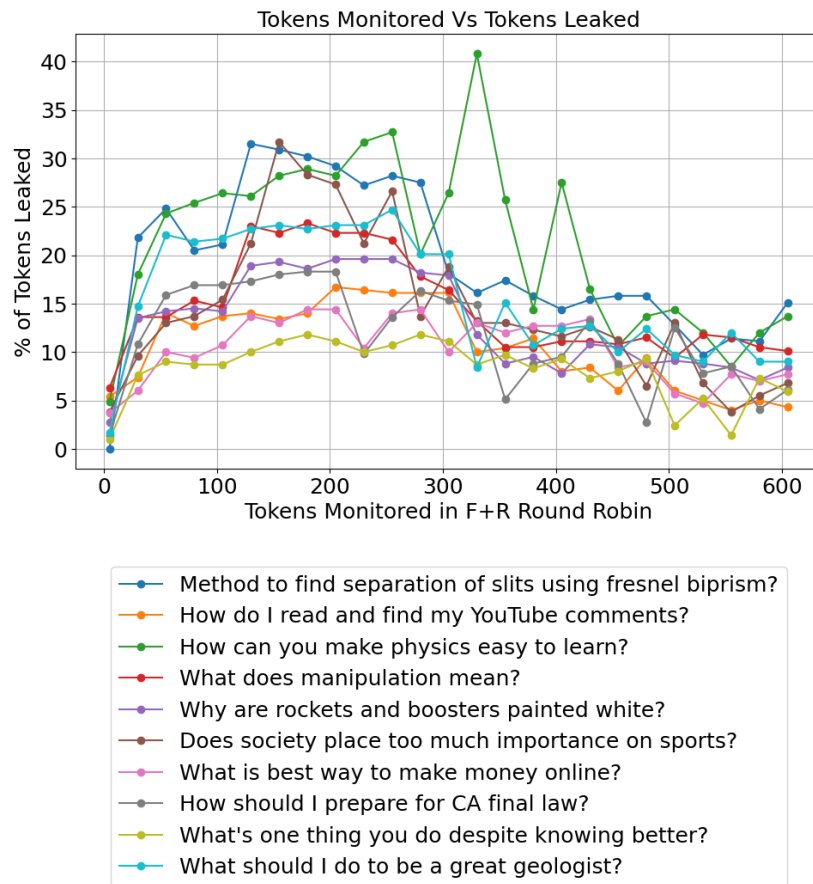 Tokens Monitored Vs Tokens Leaked
% of Tokens Leaked
40
35
30
25
20
15
10
5
0
0 100 200 300 400 500 600
Tokens Monitored in F+R Round Robin
Method to find separation of slits using fresnel biprism?
How do I read and find my YouTube comments?
How can you make physics easy to learn?
What does manipulation mean?
Why are rockets and boosters painted white?
Does society place too much importance on sports?
What is best way to make money online?
How should I prepare for CA final law?
What's one thing you do despite knowing better?
What should I do to be a great geologist?